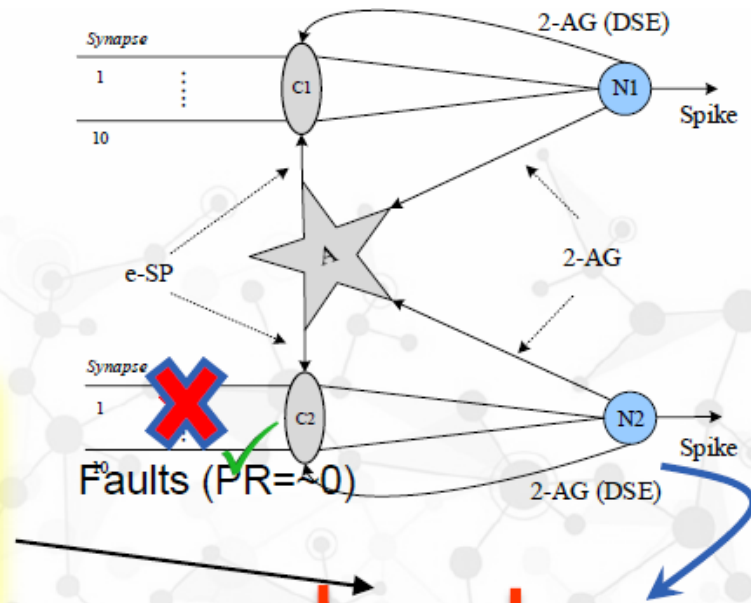 2-AG (DSE)
Synapse
1
10
C1
N1
Spike
A
e-SP
2-AG
Synapse
1
10
C2
N2
Spike
Faults (PR=~0)
2-AG (DSE)